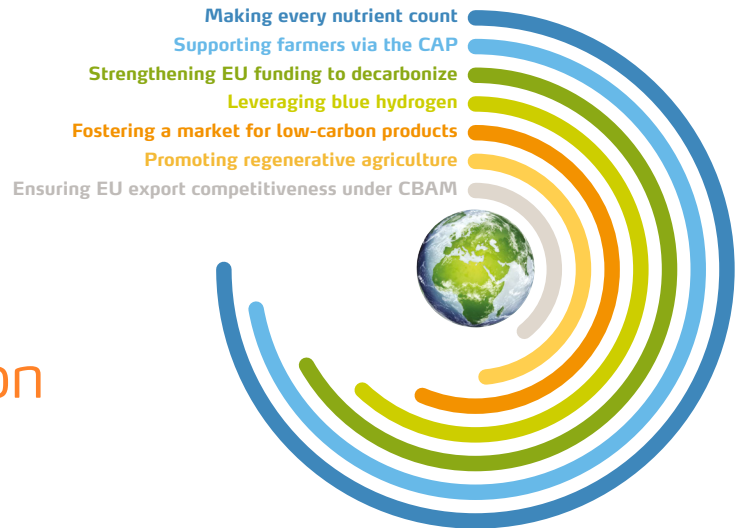 Making every nutrient count
Supporting farmers via the CAP
Strengthening EU funding to decarbonize
Leveraging blue hydrogen
Fostering a market for low-carbon products
Promoting regenerative agriculture
Ensuring EU export competitiveness under CBAM
on